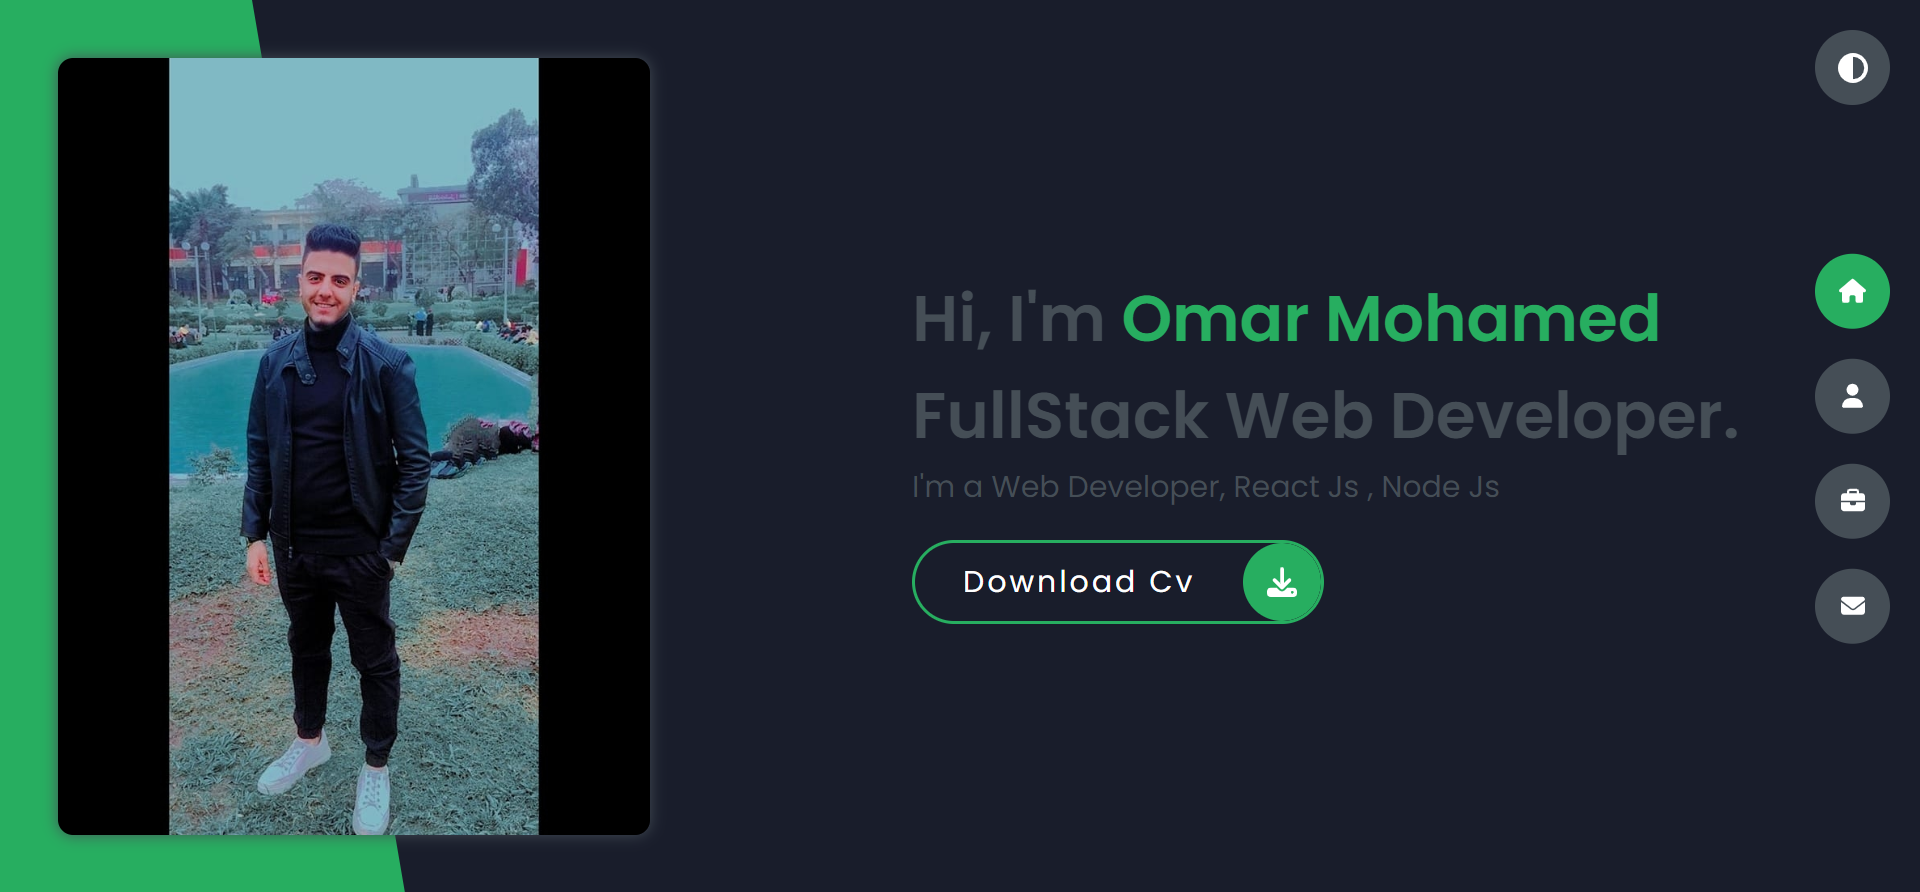 Hi, I'm Omar Mohamed
FullStack Web Developer.
I'm a Web Developer, React Js , Node Js
Download Cv